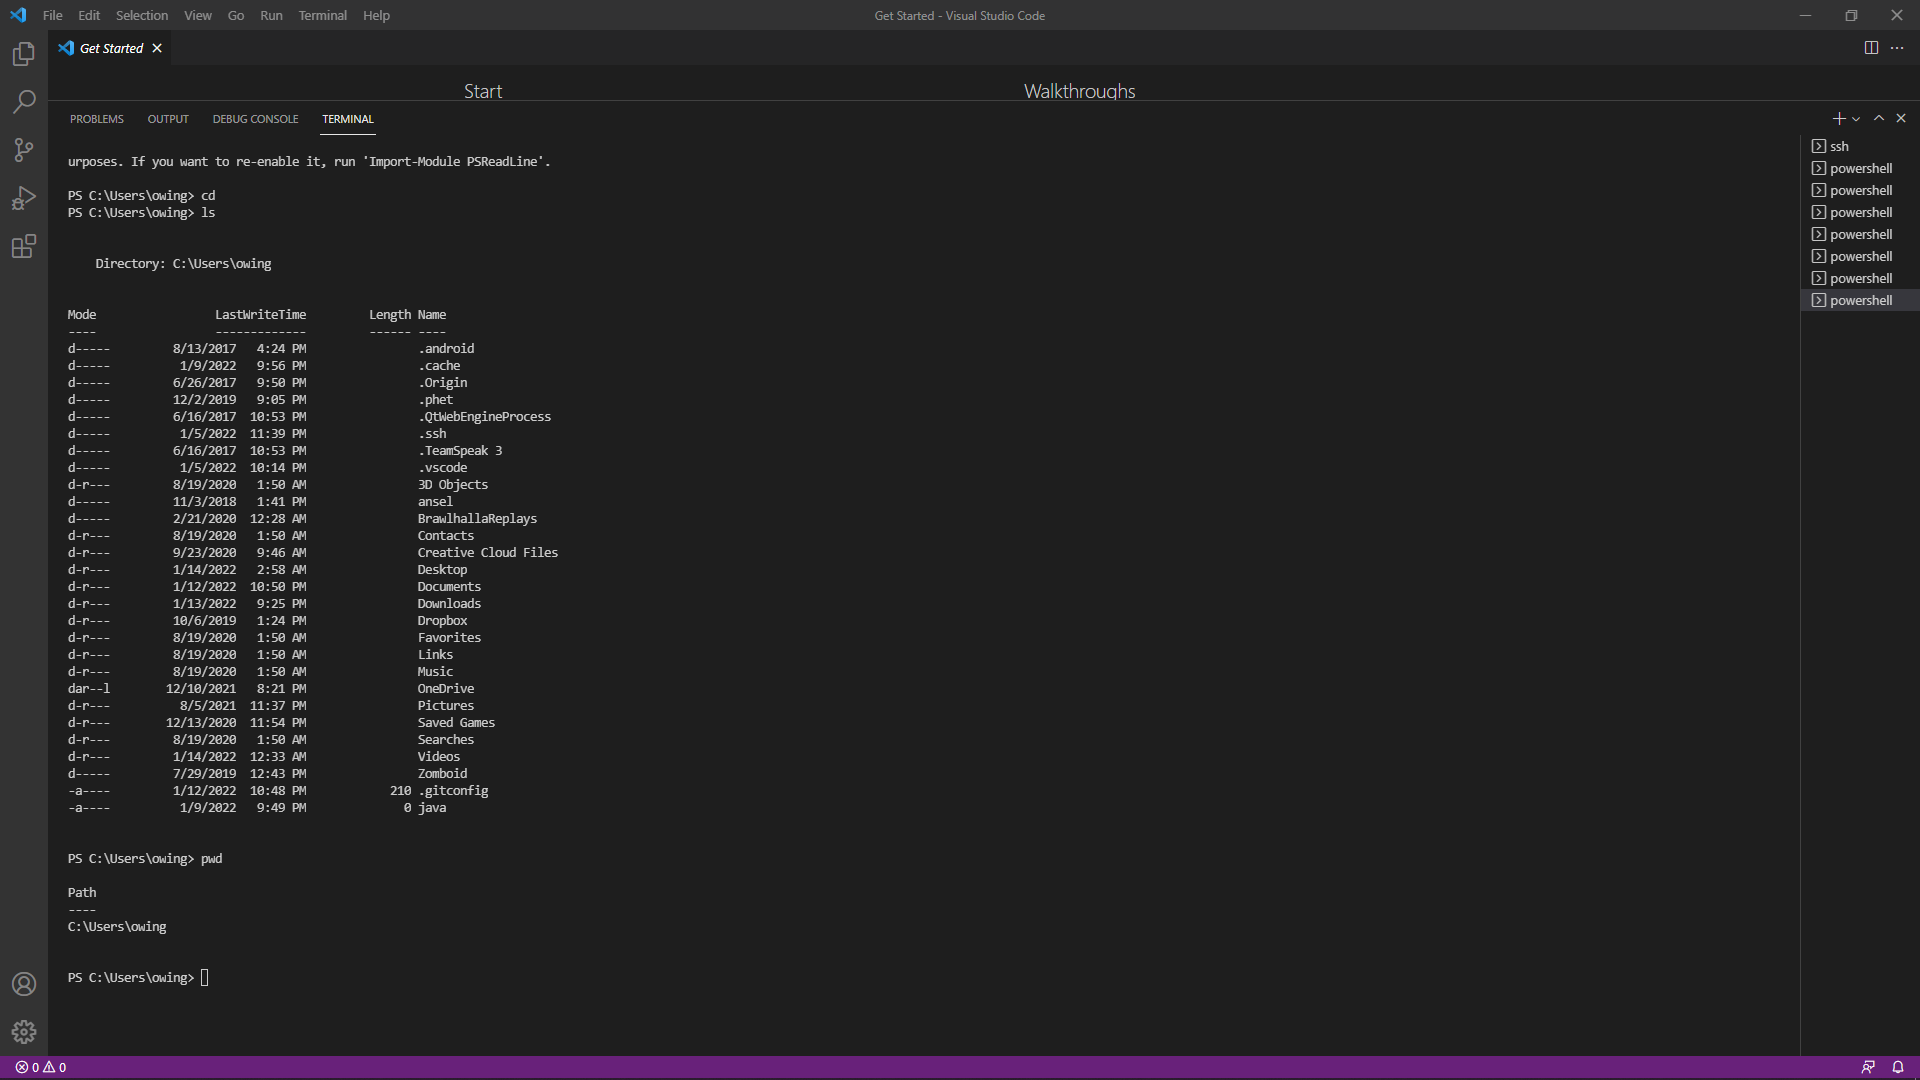 File Edit Selection View Go Run Terminal Help
Get Started - Visual Studio Code
Get Started
Start
Walkthroughs
PROBLEMS OUTPUT DEBUG CONSOLE TERMINAL
urposes. If you want to re-enable it, run 'Import-Module PSReadLine'.
PS C:\Users\owing> cd
PS C:\Users\owing> ls
Directory: C:\Users\owing
Mode LastWriteTime Length Name
---- ------------- ------ ----
d----- 8/13/2017 4:24 PM .android
d----- 1/9/2022 9:56 PM .cache
d----- 6/26/2017 9:50 PM .Origin
d----- 12/2/2019 9:05 PM .phet
d----- 6/16/2017 10:53 PM .QtWebEngineProcess
d----- 1/5/2022 11:39 PM .ssh
d----- 6/16/2017 10:53 PM .TeamSpeak 3
d----- 1/5/2022 10:14 PM .vscode
d-r--- 8/19/2020 1:50 AM 3D Objects
d----- 11/3/2018 1:41 PM ansel
d----- 2/21/2020 12:28 AM BrawlhallaReplays
d-r--- 8/19/2020 1:50 AM Contacts
d-r--- 9/23/2020 9:46 AM Creative Cloud Files
d-r--- 1/14/2022 2:58 AM Desktop
d-r--- 1/12/2022 10:50 PM Documents
d-r--- 1/13/2022 9:25 PM Downloads
d-r--- 10/6/2019 1:24 PM Dropbox
d-r--- 8/19/2020 1:50 AM Favorites
d-r--- 8/19/2020 1:50 AM Links
d-r--- 8/19/2020 1:50 AM Music
dar--l 12/10/2021 8:21 PM OneDrive
d-r--- 8/5/2021 11:37 PM Pictures
d-r--- 12/13/2020 11:54 PM Saved Games
d-r--- 8/19/2020 1:50 AM Searches
d-r--- 1/14/2022 12:33 AM Videos
d----- 7/29/2019 12:43 PM Zomboid
-a---- 1/12/2022 10:48 PM 210 .gitconfig
-a---- 1/9/2022 9:49 PM 0 java
PS C:\Users\owing> pwd
Path
----
C:\Users\owing
PS C:\Users\owing>
ssh
powershell
powershell
powershell
powershell
powershell
powershell
powershell
0 0